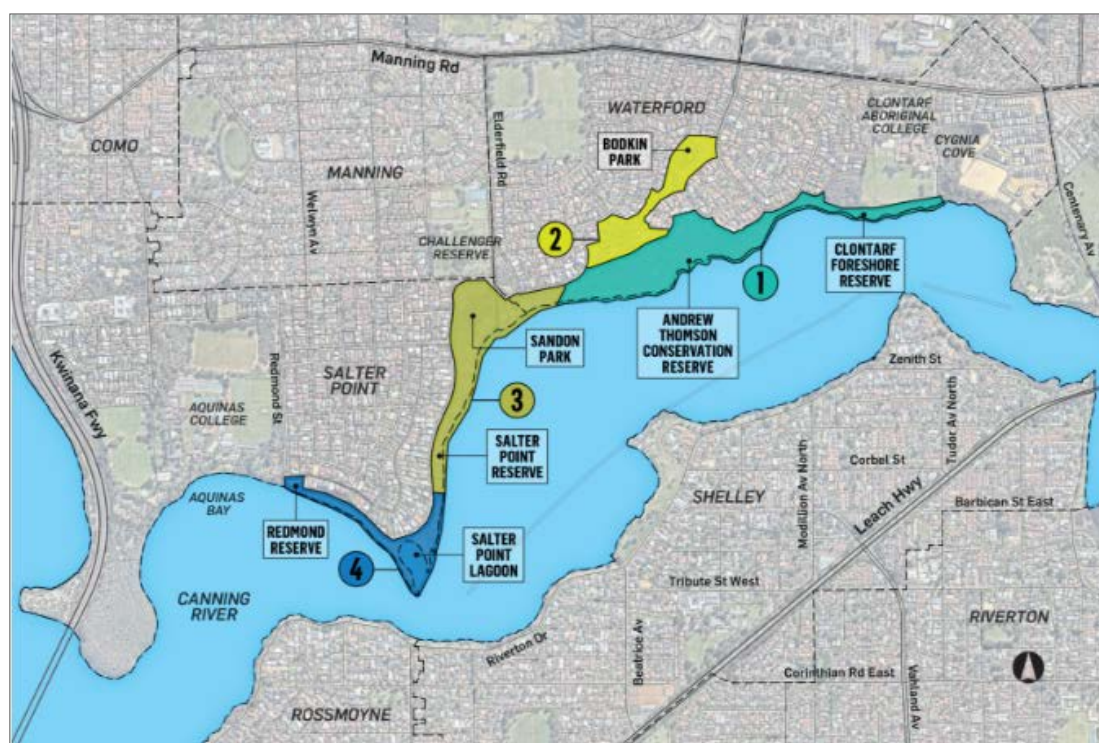 Manning Rd
WATERFORD
CLONTARF
ABORIGINAL
COLLEGE
CYGNIA
COVE
COMO
BODKIN
PARK
Elderfield Rd
MANNING
Welwyn Av
Centenary Av
2
CHALLENGER
RESERVE
CLONTARF
FORESHORE
RESERVE
1
ANDREW
THOMSON
CONSERVATION
RESERVE
SANDON
PARK
Kwinana Fwy
Redmond St
SALTER
POINT
Zenith St
3
AQUINAS
COLLEGE
Tudor Av North
SALTER
POINT
RESERVE
Corbel St
SHELLEY
Modillion Av North
Leach Hwy
Barbican St East
AQUINAS
BAY
REDMOND
RESERVE
4
SALTER
POINT
LAGOON
Tribute St West
CANNING
RIVER
RIVERTON
Riverton Dr
Beatrice Av
Corinthian Rd East
Vahland Av
ROSSMOYNE